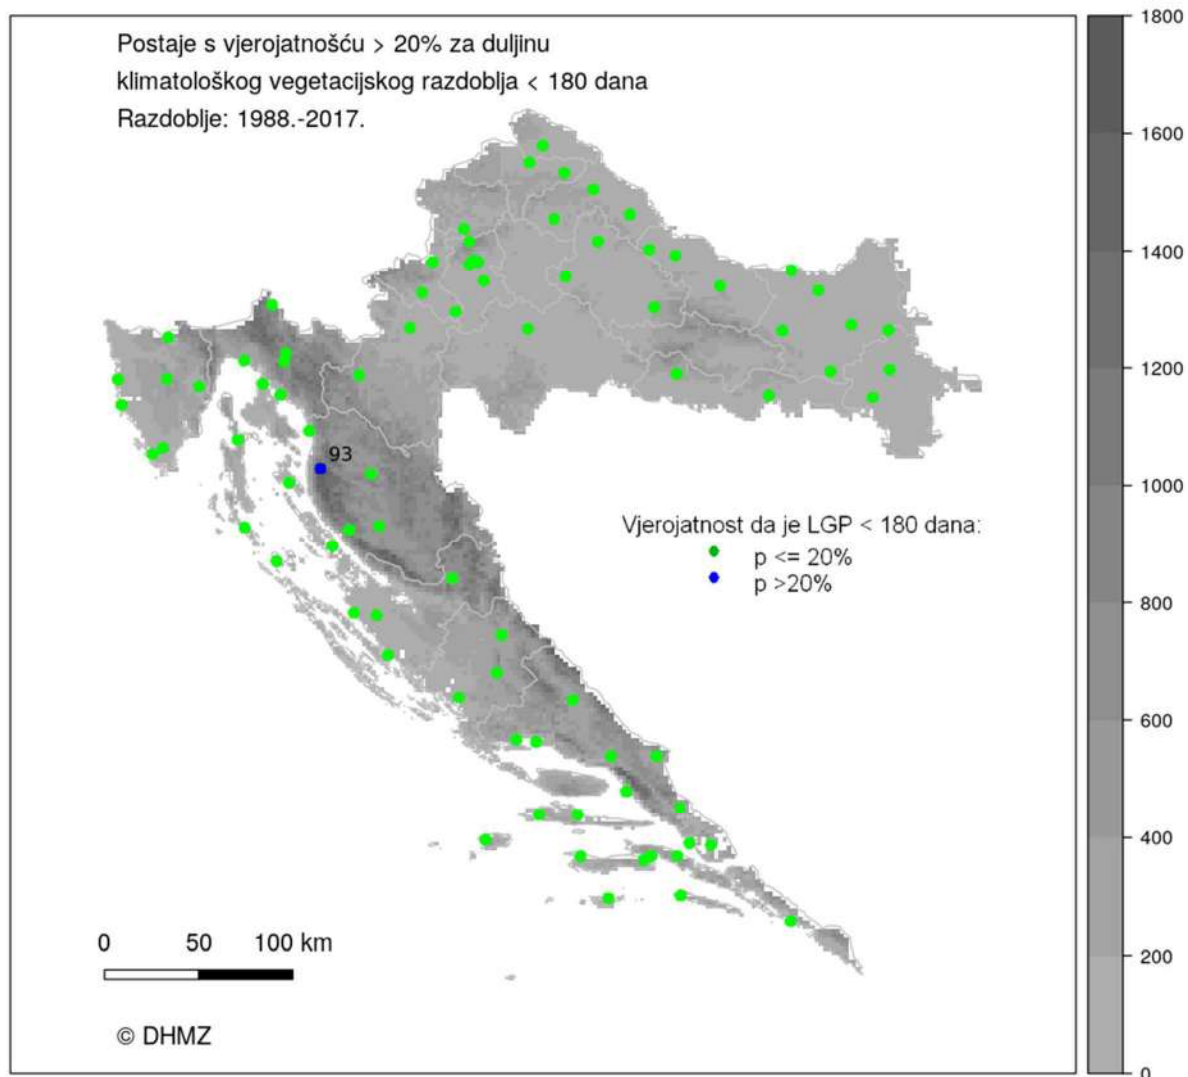 Postaje s vjerojatnošću > 20% za duljinu
klimatološkog vegetacijskog razdoblja < 180 dana
Razdoblje: 1988.-2017.
93
Vjerojatnost da je LGP < 180 dana:
p <= 20%
p >20%
0 50 100 km
© DHMZ
1800
1600
1400
1200
1000
800
600
400
200
0